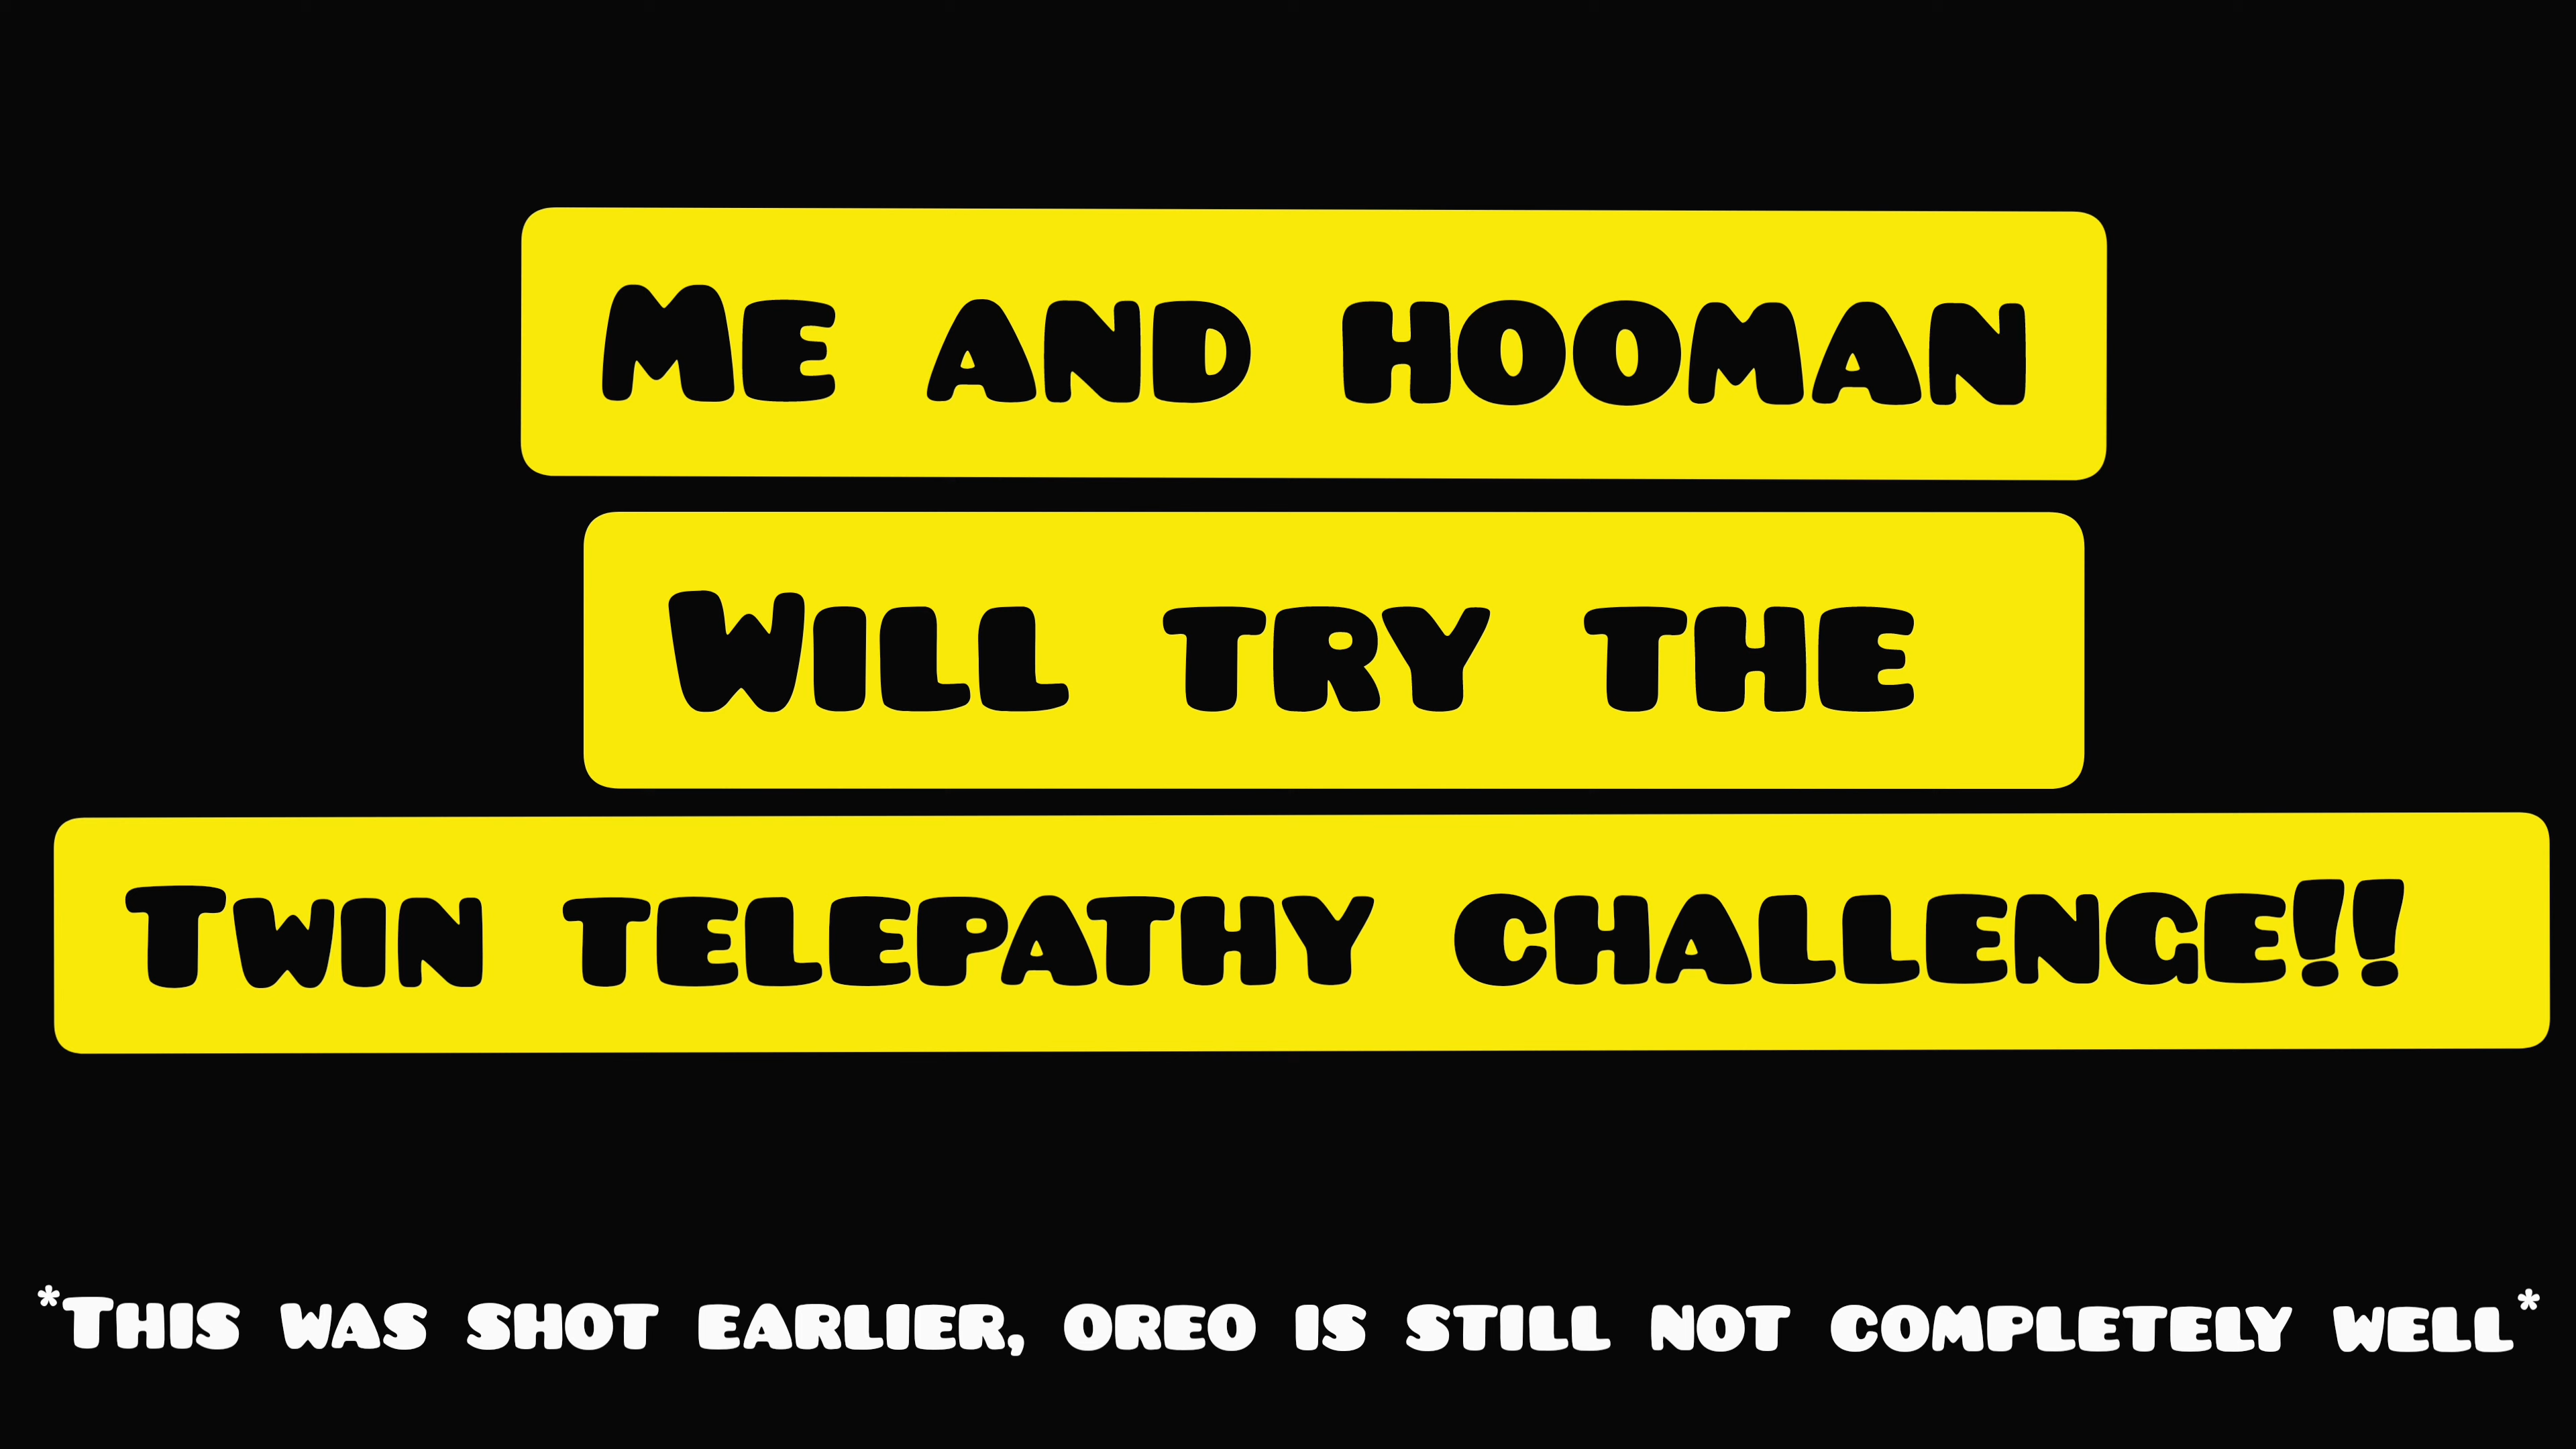 Me and hooman
Will try the
Twin telepathy challenge!!
*This was shot earlier, oreo is still not completely well*